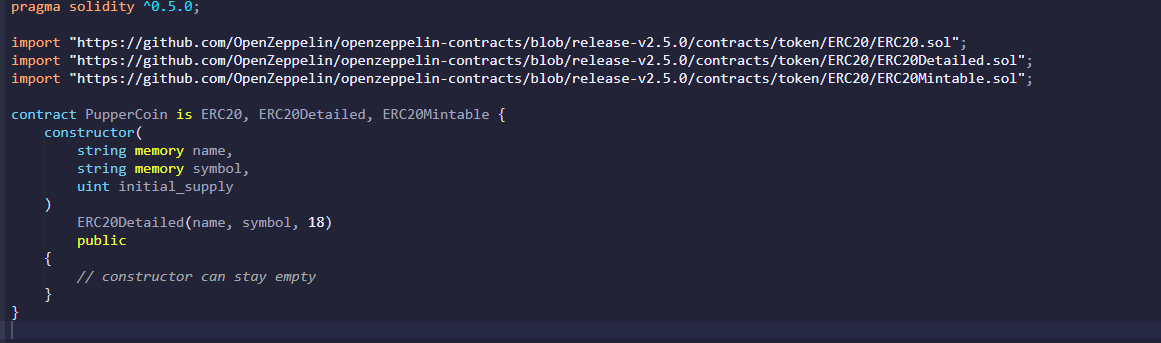 pragma solidity ^0.5.0;
import "https://github.com/OpenZeppelin/openzeppelin-contracts/blob/release-v2.5.0/contracts/token/ERC20/ERC20.sol";
import "https://github.com/OpenZeppelin/openzeppelin-contracts/blob/release-v2.5.0/contracts/token/ERC20/ERC20Detailed.sol";
import "https://github.com/OpenZeppelin/openzeppelin-contracts/blob/release-v2.5.0/contracts/token/ERC20/ERC20Mintable.sol";
contract PupperCoin is ERC20, ERC20Detailed, ERC20Mintable {
    constructor(
        string memory name,
        string memory symbol,
        uint initial_supply
    )
        ERC20Detailed(name, symbol, 18)
        public
    {
        // constructor can stay empty
    }
}